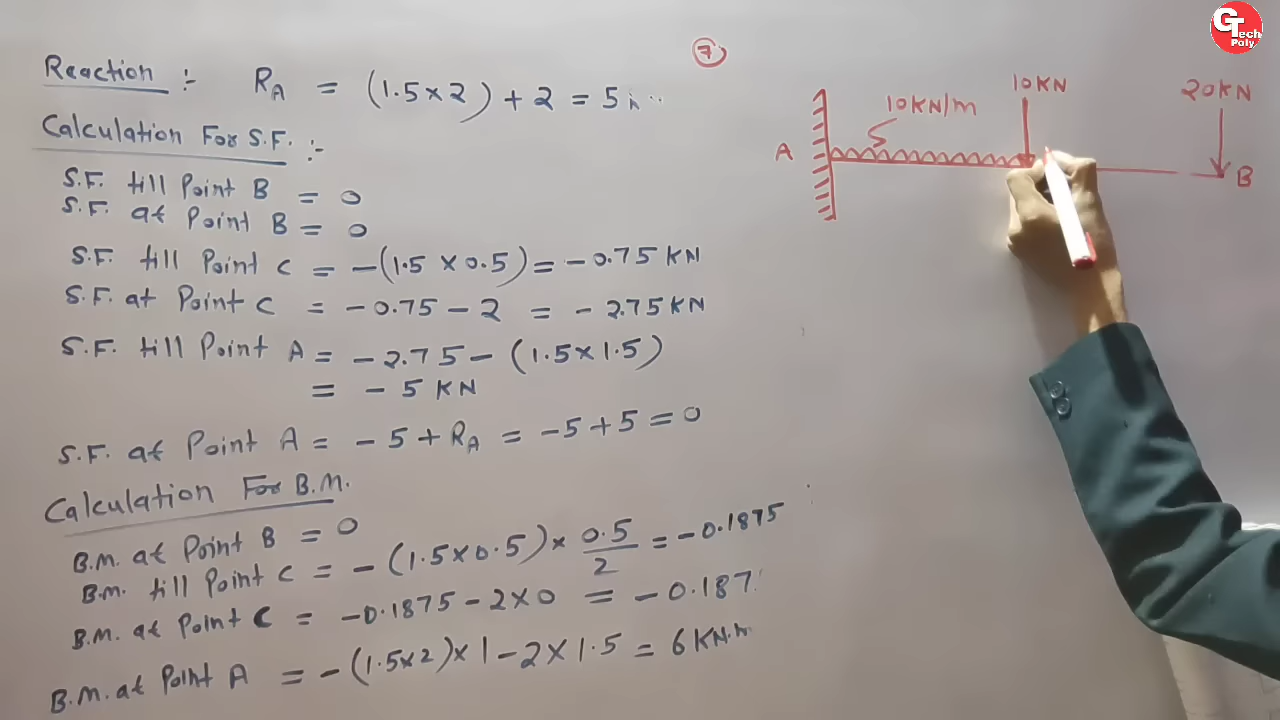 Reaction :- RA = (1.5×2) + 2 = 5
Calculation For S.F. :-
S.F. till Point B = 0
S.F. at Point B = 0
S.F. till Point C = -(1.5 × 0.5) = -0.75 KN
S.F. at Point C = -0.75 - 2 = -2.75 KN
S.F. till Point A = -2.75 - (1.5×1.5)
= -5 KN
S.F. at Point A = -5 + RA = -5+5 = 0
Calculation For B.M.
B.M. at Point B = 0
B.M. till Point C = -(1.5×0.5) × 0.5/2 = -0.1875
B.M. at Point C = -0.1875 - 2×0 = -0.187
B.M. at Point A = -(1.5×2)×1 - 2×1.5 = 6 KN.m
7
10KN/m
10KN
20KN
A
B
GTech
Poly